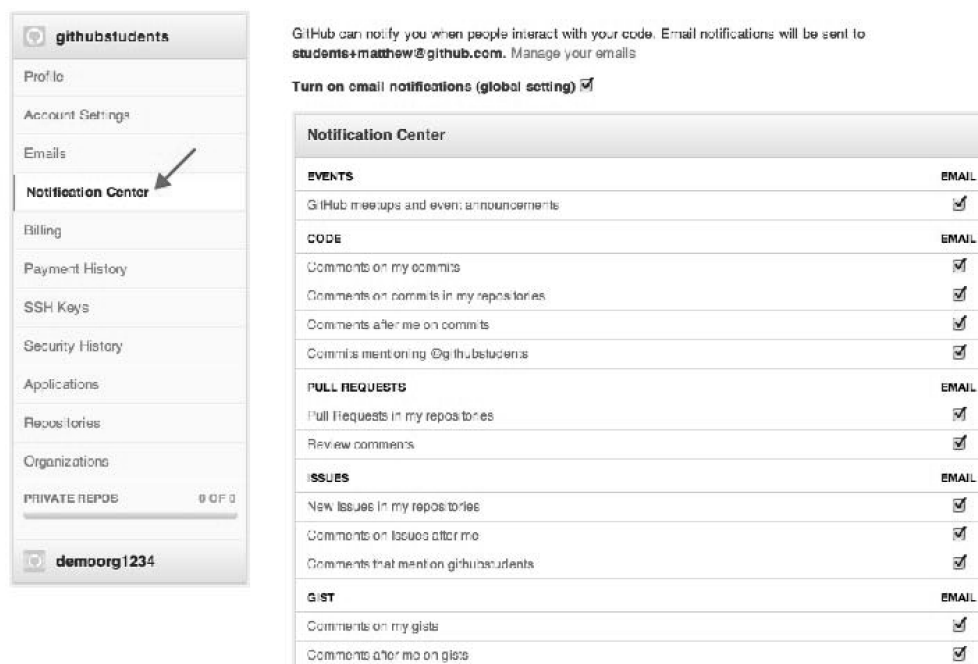 githubstudents
Profile
Account Settings
Emails
Notification Center
Billing
Payment History
SSH Keys
Security History
Applications
Repositories
Organizations
PRIVATE REPOS 0 OF 0
demoorg1234
GitHub can notify you when people interact with your code. Email notifications will be sent to
students+matthew@github.com. Manage your emails
Turn on email notifications (global setting)
Notification Center
EVENTS EMAIL
GitHub meetups and event announcements
CODE EMAIL
Comments on my commits
Comments on commits in my repositories
Comments after me on commits
Commits mentioning @githubstudents
PULL REQUESTS EMAIL
Pull Requests in my repositories
Review comments
ISSUES EMAIL
New Issues in my repositories
Comments on Issues after me
Comments that mention githubstudents
GIST EMAIL
Comments on my gists
Comments after me on gists